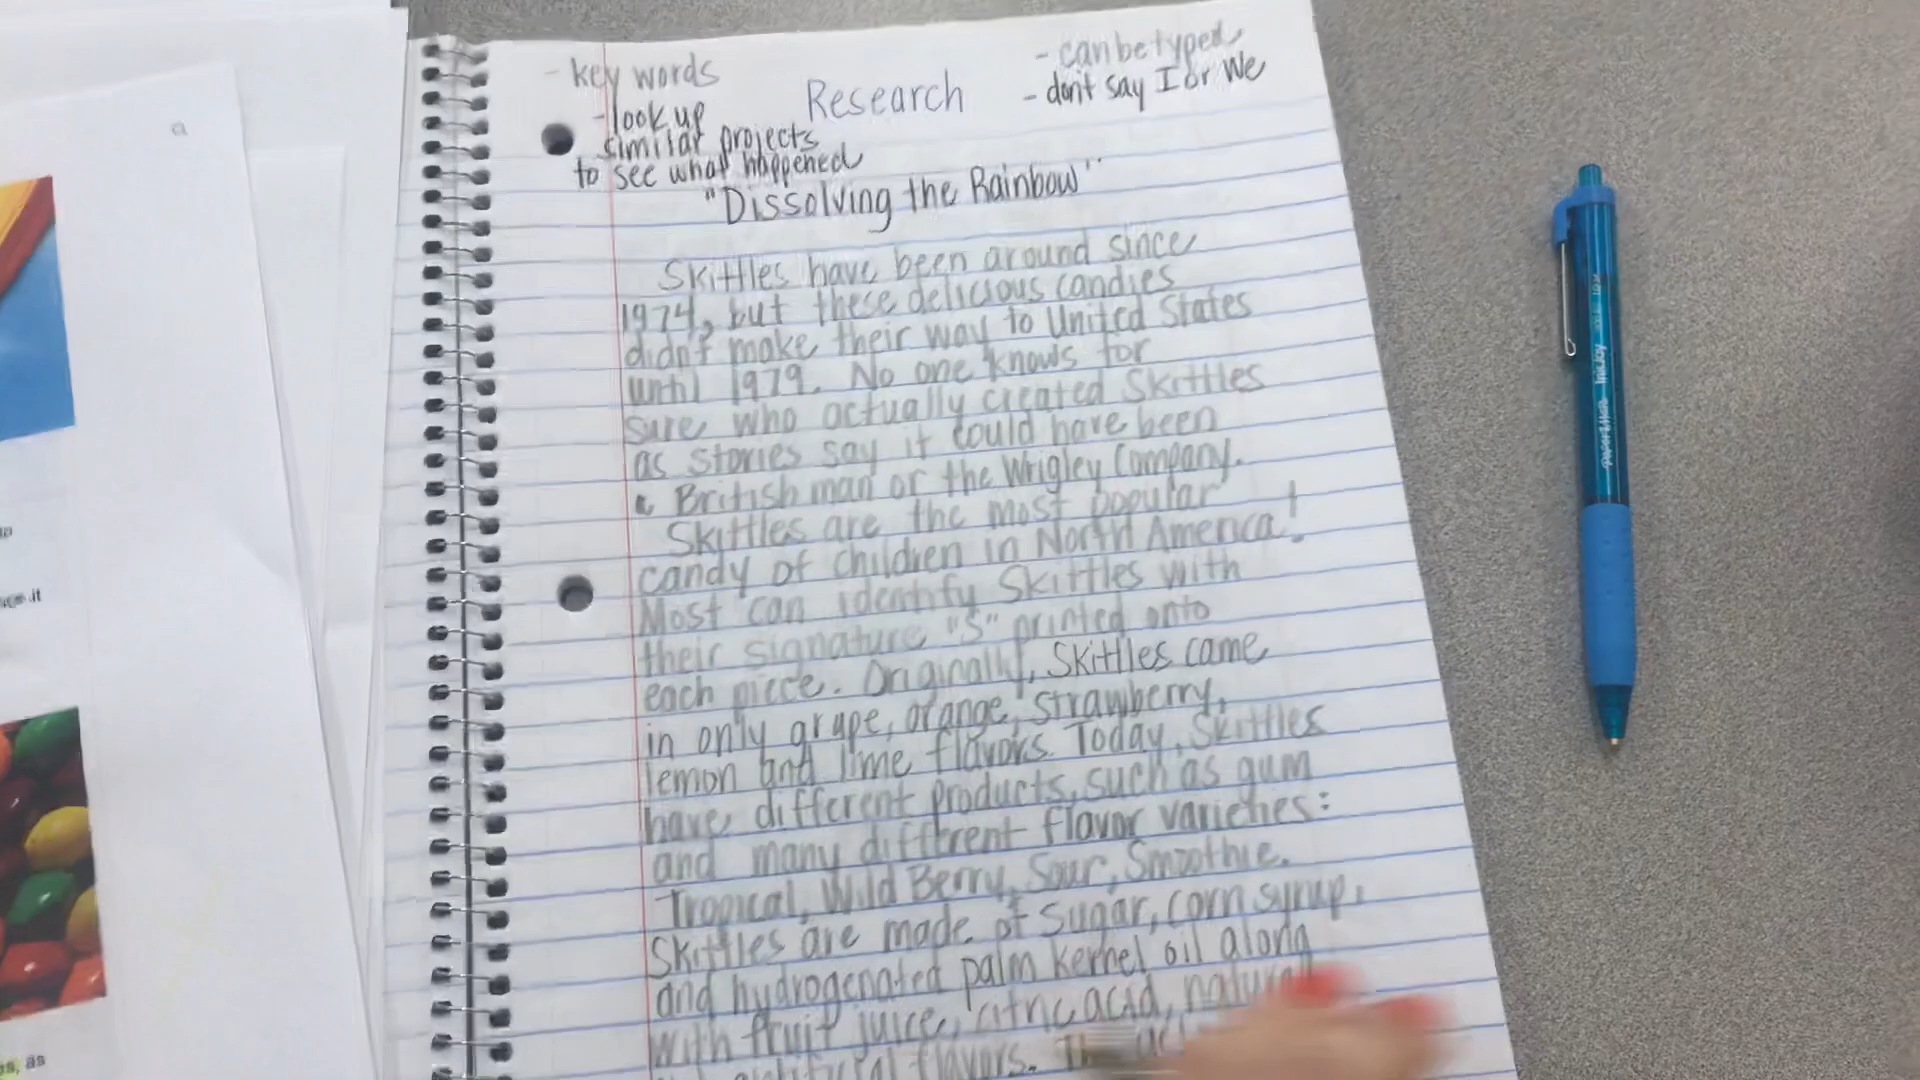 - key words
- look up
similar projects
to see what happened
Research
- can be typed
- don't say I or We
"Dissolving the Rainbow"
Skittles have been around since
1974, but these delicious candies
didn't make their way to United States
until 1979. No one knows for
sure who actually created Skittles
as stories say it could have been
a British man or the Wrigley Company.
Skittles are the most popular
candy of children in North America!
Most can identify Skittles with
their signature "S" printed onto
each piece. Originally, Skittles came
in only grape, orange, strawberry,
lemon and lime flavors. Today, Skittles
have different products, such as gum
and many different flavor varieties:
Tropical, Wild Berry, Sour, Smoothie.
Skittles are made of sugar, corn syrup,
and hydrogenated palm kernel oil along
with fruit juice, citric acid, natural
artificial flavors.
PaperMate InkJoy
as